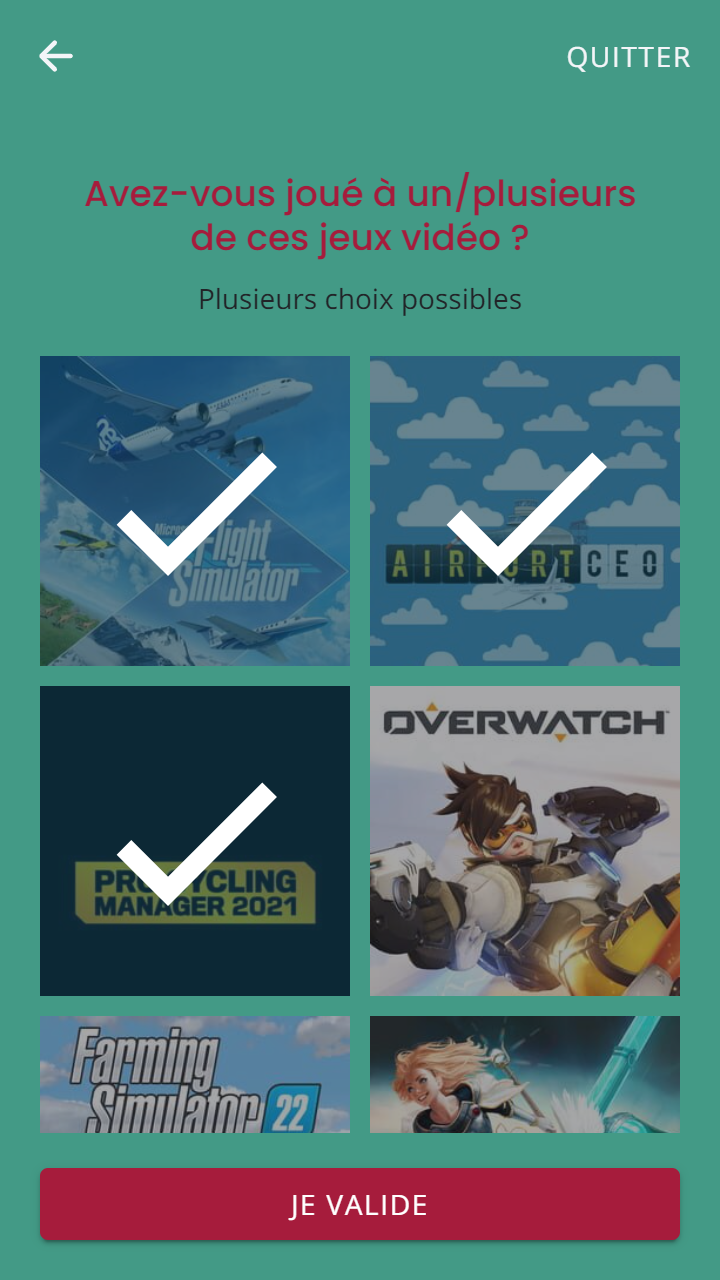 QUITTER
Avez-vous joué à un/plusieurs
de ces jeux vidéo ?
Plusieurs choix possibles
Flight
Simulator
AIRPORT CEO
PRO CYCLING
MANAGER 2021
OVERWATCH
Farming
Simulator 22
JE VALIDE